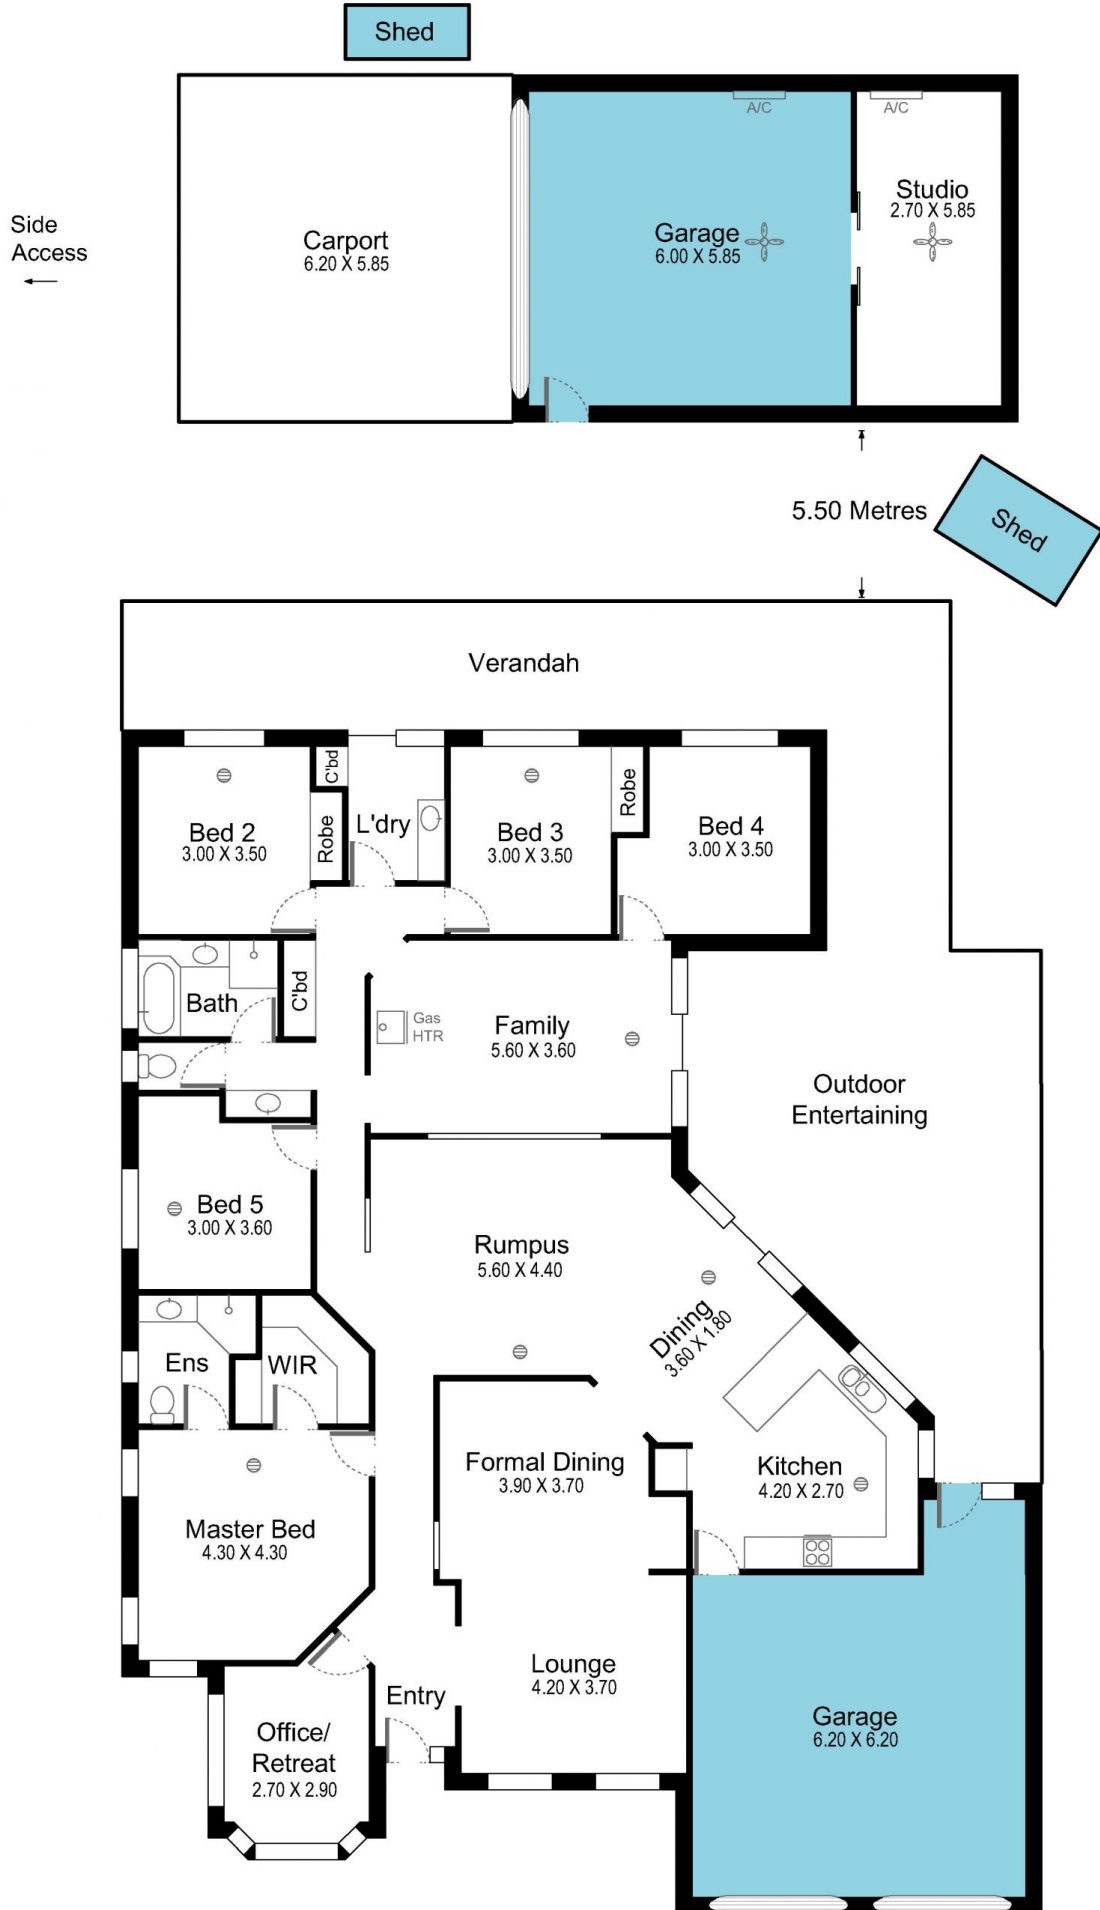 Shed
A/C
A/C
Side
Access
Carport
6.20 X 5.85
Garage
6.00 X 5.85
Studio
2.70 X 5.85
5.50 Metres
Shed
Verandah
C'bd
Robe
L'dry
Bed 2
3.00 X 3.50
Bed 3
3.00 X 3.50
Robe
Bed 4
3.00 X 3.50
Bath
C'bd
Gas
HTR
Family
5.60 X 3.60
Outdoor
Entertaining
Bed 5
3.00 X 3.60
Rumpus
5.60 X 4.40
Dining
3.60 X 1.80
Ens
WIR
Formal Dining
3.90 X 3.70
Kitchen
4.20 X 2.70
Master Bed
4.30 X 4.30
Lounge
4.20 X 3.70
Entry
Office/
Retreat
2.70 X 2.90
Garage
6.20 X 6.20